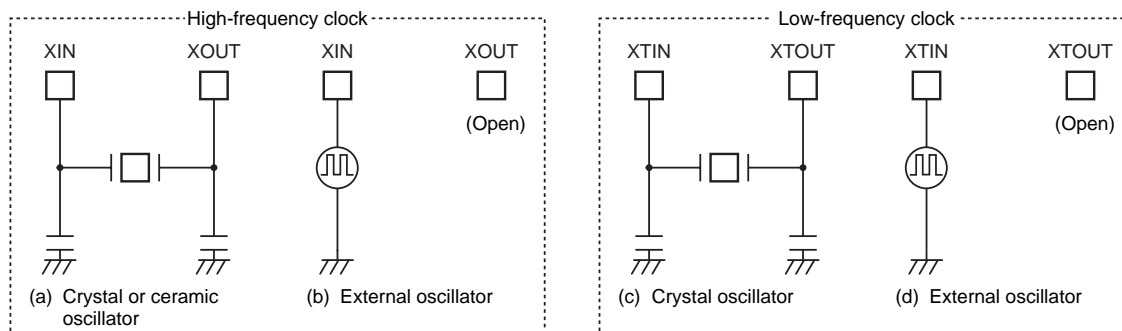 High-frequency clock
XIN XOUT XIN XOUT
(Open)
(a) Crystal or ceramic oscillator
(b) External oscillator
Low-frequency clock
XTIN XTOUT XTIN XTOUT
(Open)
(c) Crystal oscillator
(d) External oscillator